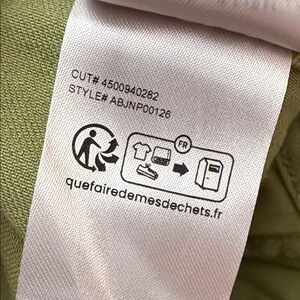 CUT# 4500940282
STYLE# ABJNP00126
FR
quefairedemesdechets.fr